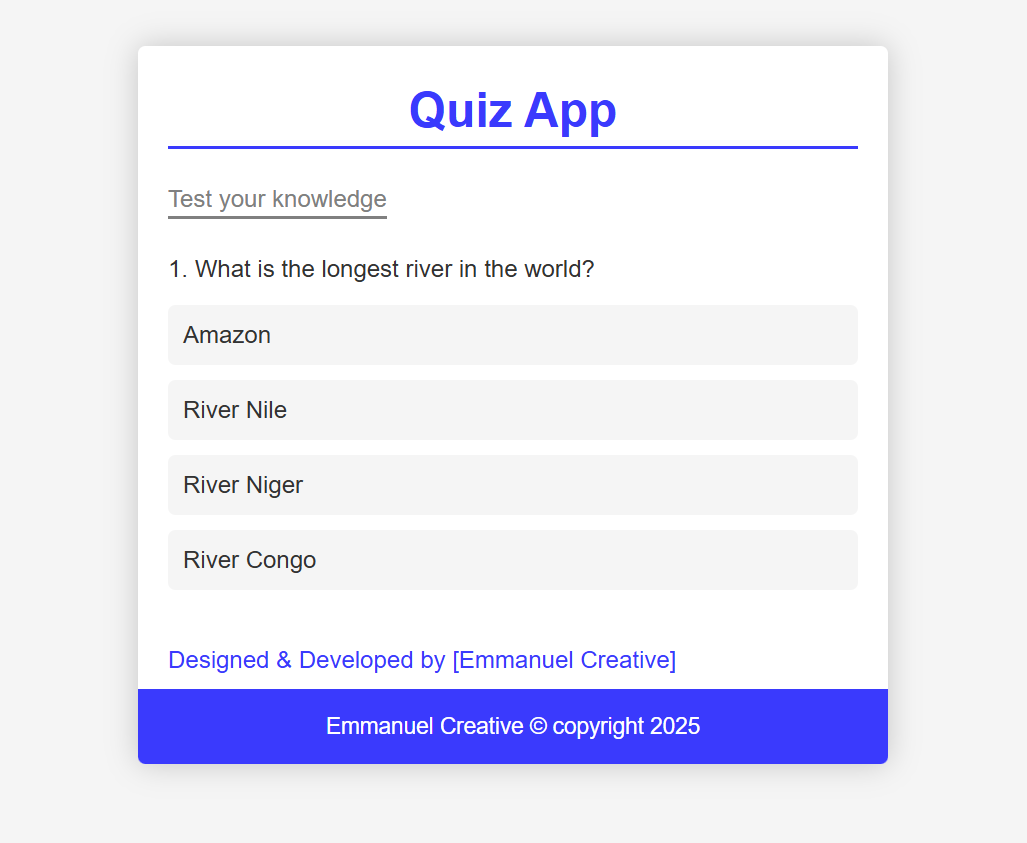 Quiz App
Test your knowledge
1. What is the longest river in the world?
Amazon
River Nile
River Niger
River Congo
Designed & Developed by [Emmanuel Creative]
Emmanuel Creative © copyright 2025